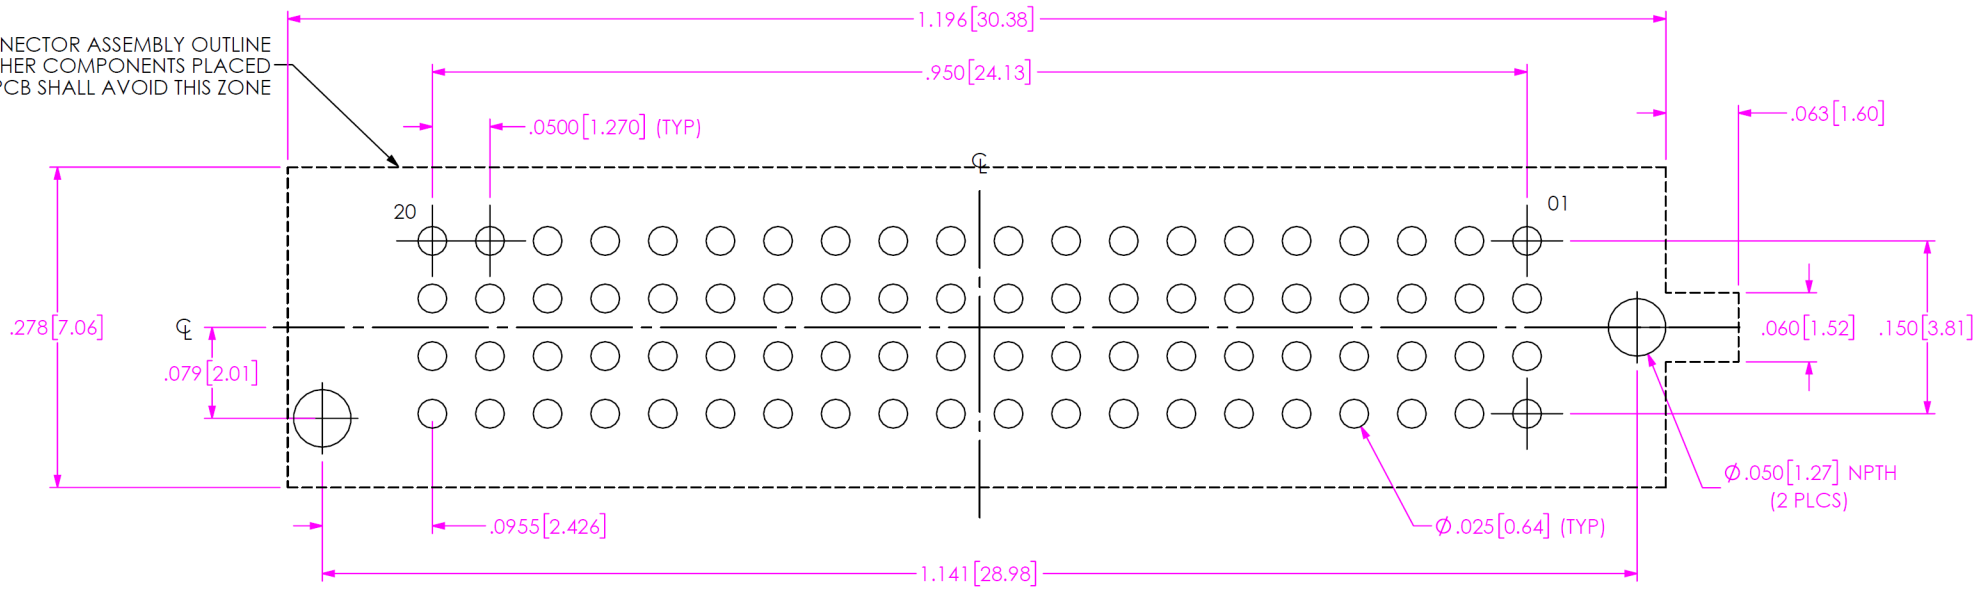 1.196[30.38]
NECTOR ASSEMBLY OUTLINE
HER COMPONENTS PLACED
PCB SHALL AVOID THIS ZONE
.950[24.13]
.0500[1.270] (TYP)
.063[1.60]
℄
20
01
℄
.278[7.06]
.079[2.01]
.060[1.52]
.150[3.81]
Ø.050[1.27] NPTH
(2 PLCS)
.0955[2.426]
Ø.025[0.64] (TYP)
1.141[28.98]